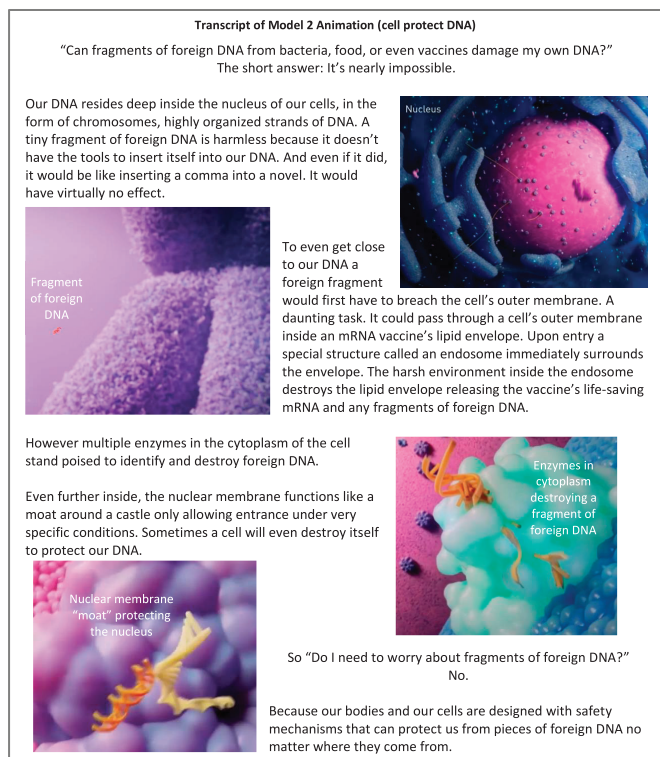 Transcript of Model 2 Animation (cell protect DNA)
“Can fragments of foreign DNA from bacteria, food, or even vaccines damage my own DNA?”
The short answer: It’s nearly impossible.
Our DNA resides deep inside the nucleus of our cells, in the
form of chromosomes, highly organized strands of DNA. A
tiny fragment of foreign DNA is harmless because it doesn’t
have the tools to insert itself into our DNA. And even if it did,
it would be like inserting a comma into a novel. It would
have virtually no effect.
Nucleus
Fragment
of foreign
DNA
To even get close
to our DNA a
foreign fragment
would first have to breach the cell’s outer membrane. A
daunting task. It could pass through a cell’s outer membrane
inside an mRNA vaccine’s lipid envelope. Upon entry a
special structure called an endosome immediately surrounds
the envelope. The harsh environment inside the endosome
destroys the lipid envelope releasing the vaccine’s life-saving
mRNA and any fragments of foreign DNA.
However multiple enzymes in the cytoplasm of the cell
stand poised to identify and destroy foreign DNA.
Even further inside, the nuclear membrane functions like a
moat around a castle only allowing entrance under very
specific conditions. Sometimes a cell will even destroy itself
to protect our DNA.
Enzymes in
cytoplasm
destroying a
fragment of
foreign DNA
Nuclear membrane
“moat” protecting
the nucleus
So “Do I need to worry about fragments of foreign DNA?”
No.
Because our bodies and our cells are designed with safety
mechanisms that can protect us from pieces of foreign DNA no
matter where they come from.